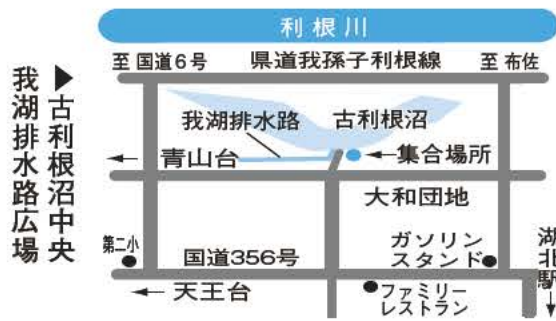 ▶古利根沼中央
我湖排水路広場
利根川
至 国道6号
県道我孫子利根線
至 布佐
我湖排水路
古利根沼
← 青山台
←集合場所
大和団地
第二小
国道356号
ガソリン
スタンド
湖北駅↓
← 天王台
ファミリー
レストラン